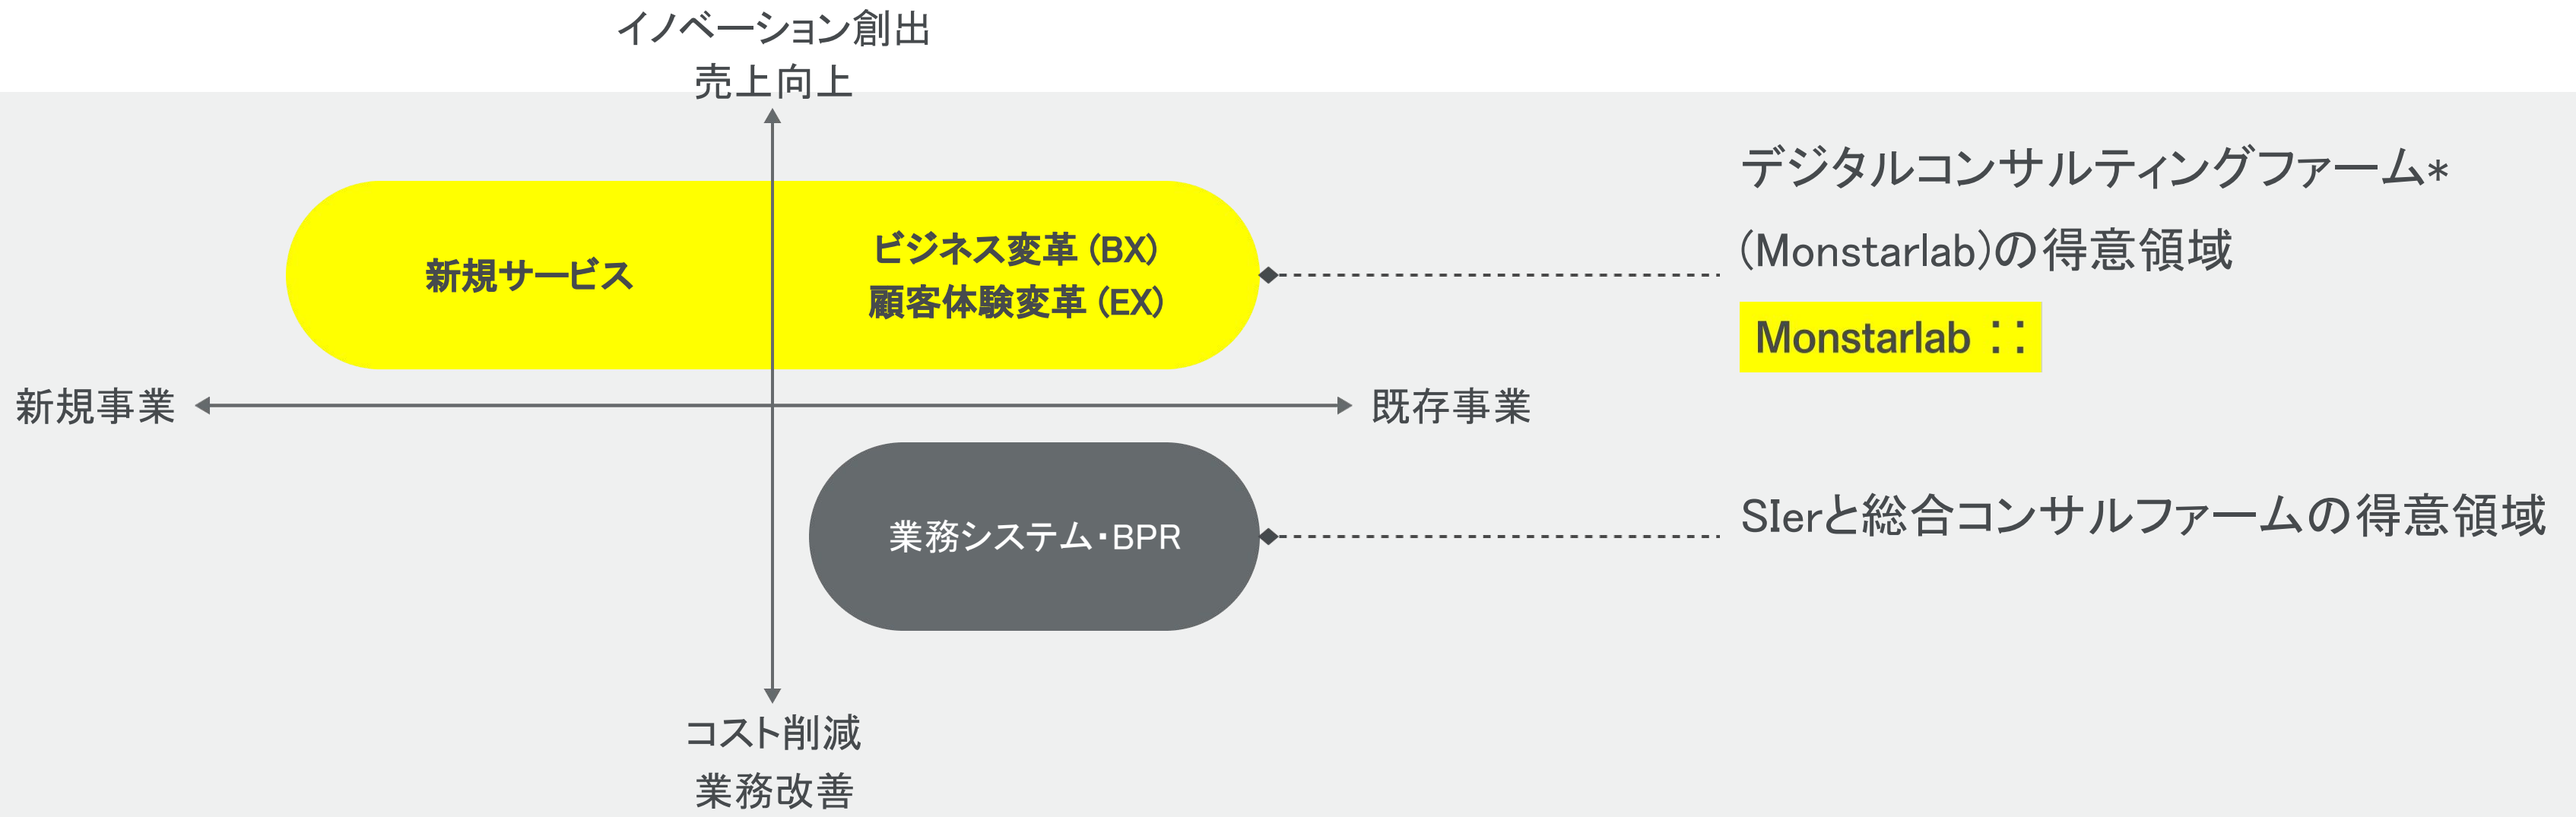 イノベーション創出
売上向上
デジタルコンサルティングファーム*
(Monstarlab)の得意領域
Monstarlab
新規サービス
ビジネス変革 (BX)
顧客体験変革 (EX)
新規事業
既存事業
業務システム・BPR
SIerと総合コンサルファームの得意領域
コスト削減
業務改善